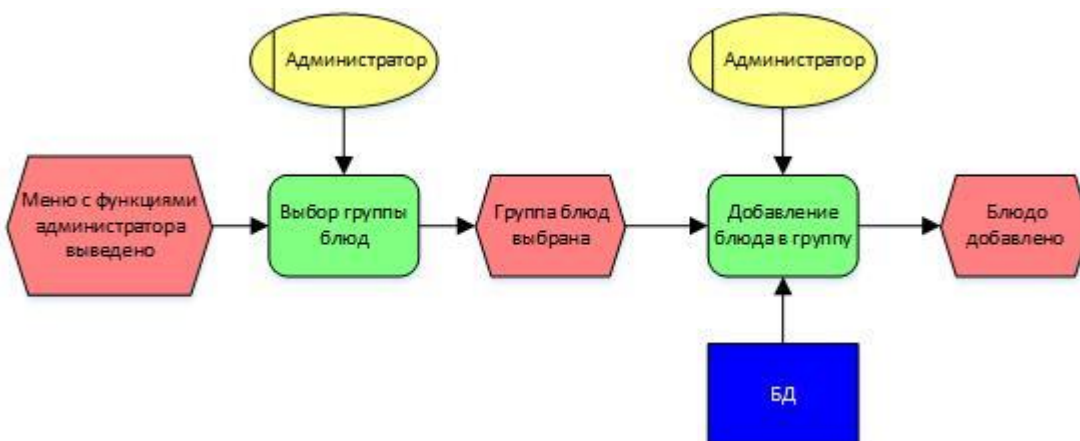 Администратор
Администратор
Меню с функциями
администратора
выведено
Выбор группы
блюд
Группа блюд
выбрана
Добавление
блюда в группу
Блюдо
добавлено
БД